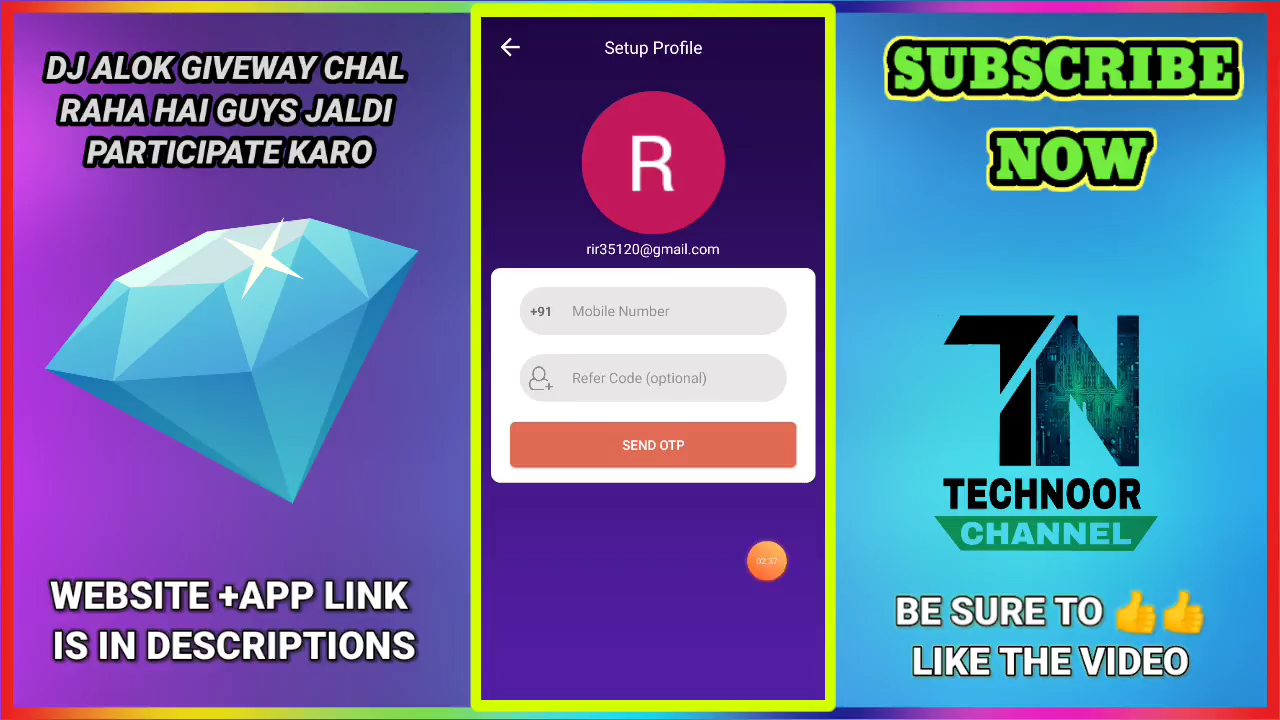 DJ ALOK GIVEWAY CHAL
RAHA HAI GUYS JALDI
PARTICIPATE KARO
WEBSITE +APP LINK
IS IN DESCRIPTIONS
Setup Profile
R
rir35120@gmail.com
+91 Mobile Number
Refer Code (optional)
SEND OTP
02:37
SUBSCRIBE
NOW
TN
TECHNOOR
CHANNEL
BE SURE TO 👍👍
LIKE THE VIDEO